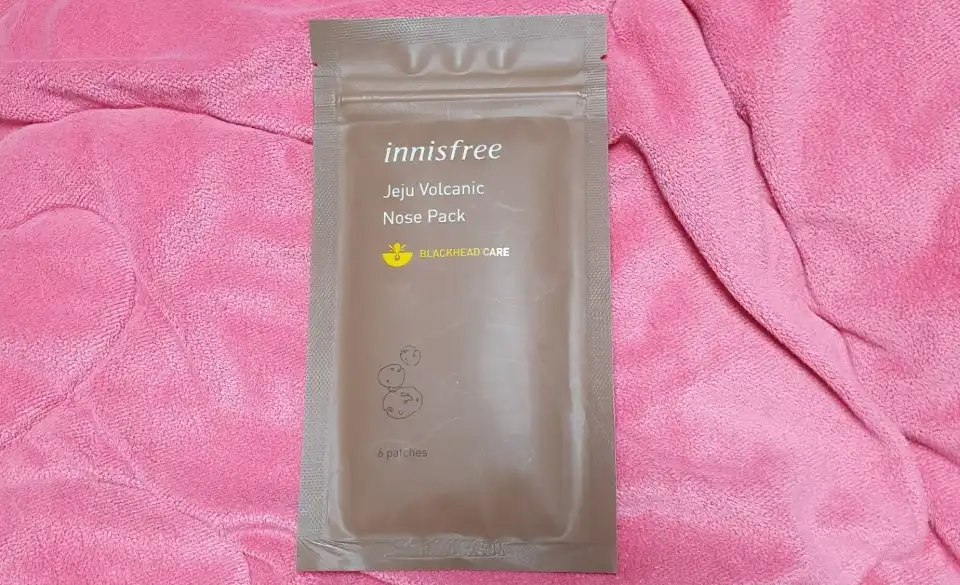 innisfree
Jeju Volcanic
Nose Pack
BLACKHEAD CARE
6 patches